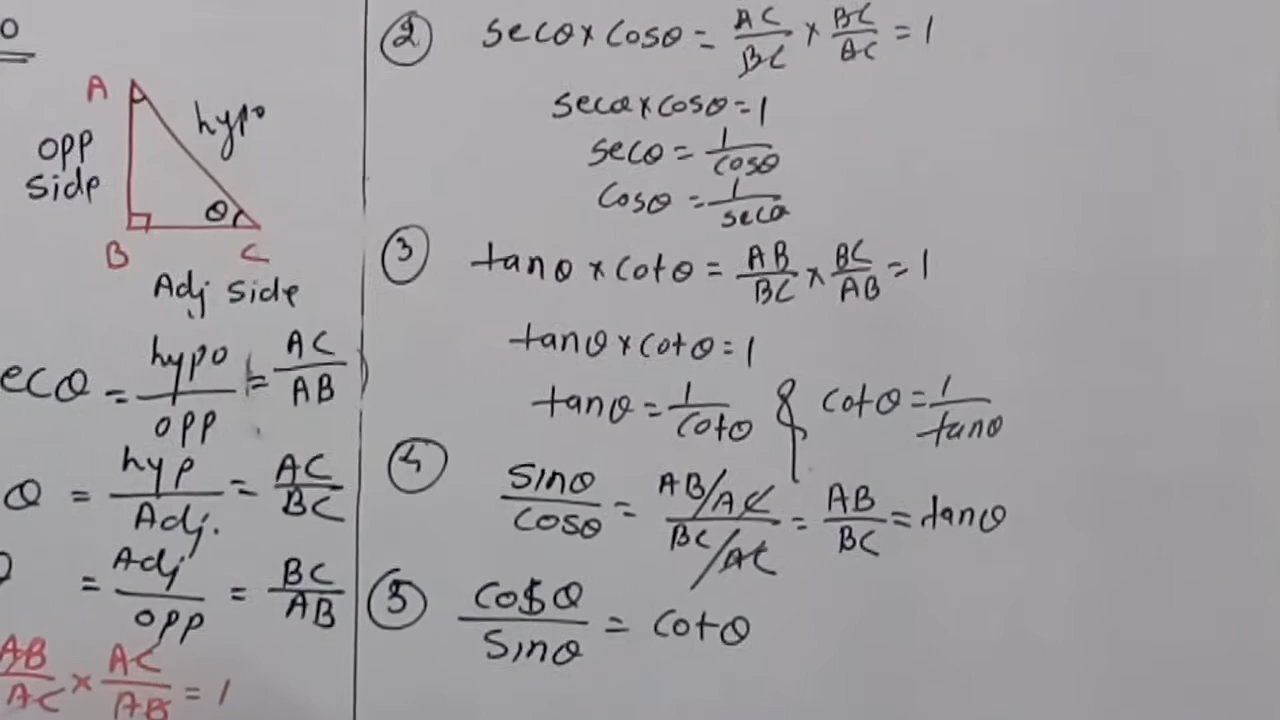 0
A
hypo
opp
side
θ
B
C
Adj side
ecθ = hypo/opp = AC/AB
θ = hyp/Adj. = AC/BC
= Adj/opp = BC/AB
AB/AC × AC/AB = 1
② secθ × cosθ = AC/BC × BC/AC = 1
secθ × cosθ = 1
secθ = 1/cosθ
cosθ = 1/secθ
③ tanθ × cotθ = AB/BC × BC/AB = 1
tanθ × cotθ = 1
tanθ = 1/cotθ & cotθ = 1/tanθ
④ sinθ/cosθ = AB/AC / BC/AC = AB/BC = tanθ
⑤ cosθ/sinθ = cotθ